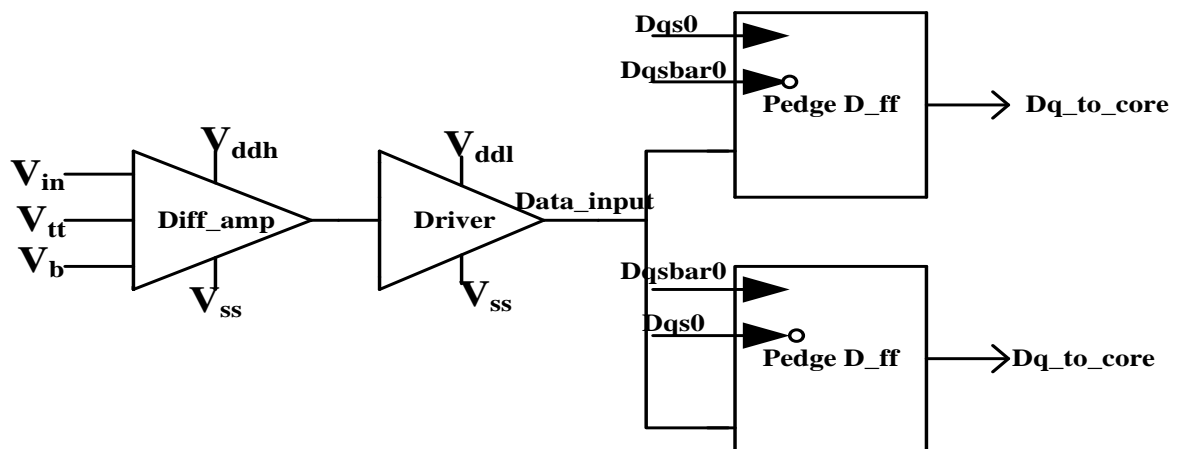 Dqs0
Dqsbar0
Pedge D_ff
Dq_to_core
Vddh
Vddl
Vin
Vtt
Vb
Diff_amp
Driver
Data_input
Vss
Vss
Dqsbar0
Dqs0
Pedge D_ff
Dq_to_core